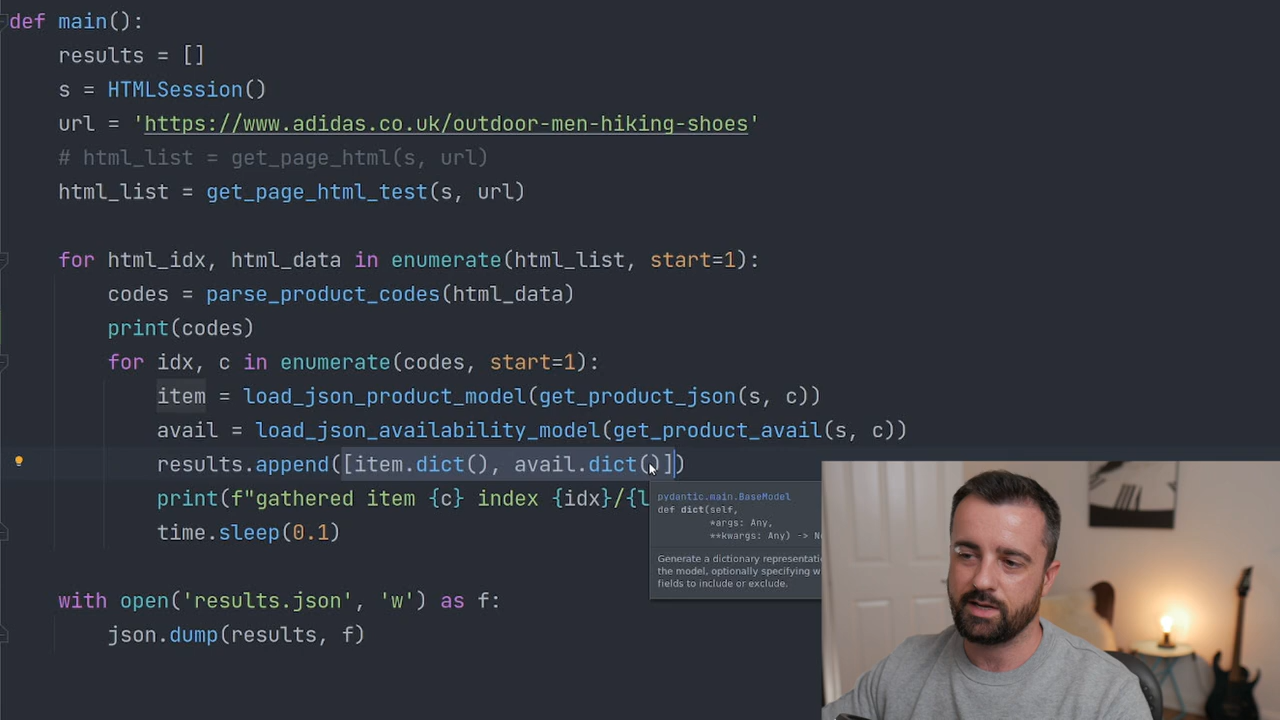 def main():
results = []
s = HTMLSession()
url = 'https://www.adidas.co.uk/outdoor-men-hiking-shoes'
# html_list = get_page_html(s, url)
html_list = get_page_html_test(s, url)
for html_idx, html_data in enumerate(html_list, start=1):
codes = parse_product_codes(html_data)
print(codes)
for idx, c in enumerate(codes, start=1):
item = load_json_product_model(get_product_json(s, c))
avail = load_json_availability_model(get_product_avail(s, c))
results.append([item.dict(), avail.dict()])
print(f"gathered item {c} index {idx}/{l
pydantic.main.BaseModel
def dict(self,
*args: Any,
**kwargs: Any) -> N
Generate a dictionary representati
the model, optionally specifying w
fields to include or exclude.
time.sleep(0.1)
with open('results.json', 'w') as f:
json.dump(results, f)